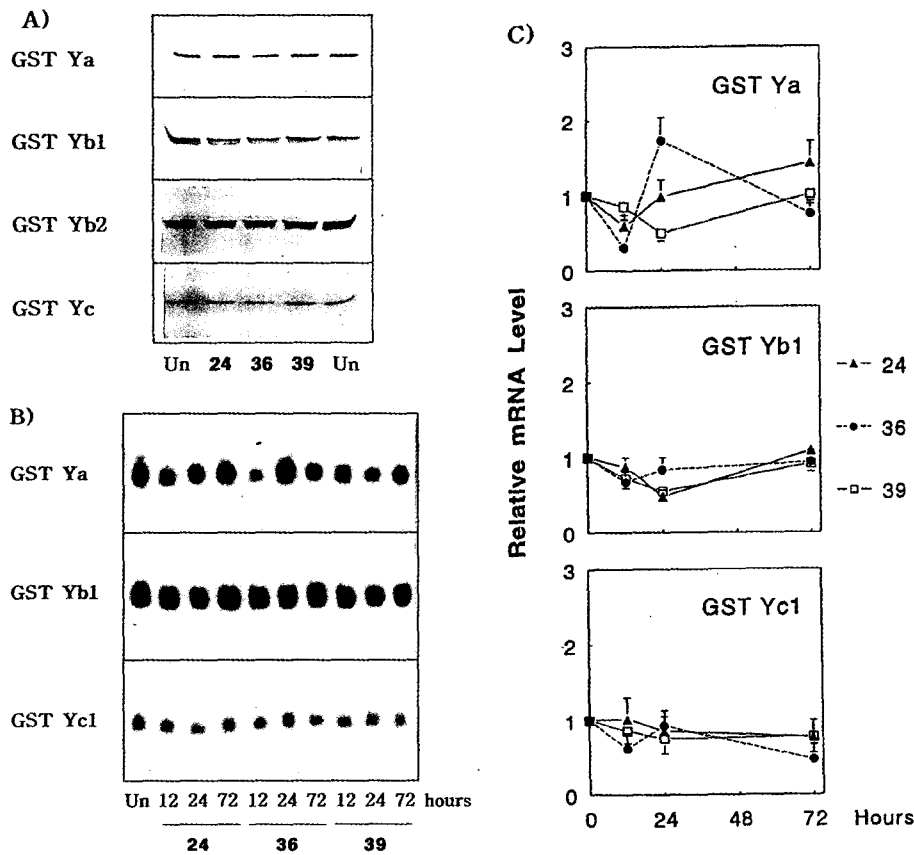 A)
GST Ya
GST Yb1
GST Yb2
GST Yc
Un 24 36 39 Un
B)
GST Ya
GST Yb1
GST Yc1
Un 12 24 72 12 24 72 12 24 72 hours
24 36 39
C)
Relative mRNA Level
3
2
1
0
GST Ya
3
2
1
0
GST Yb1
24
36
39
3
2
1
0
GST Yc1
0 24 48 72 Hours